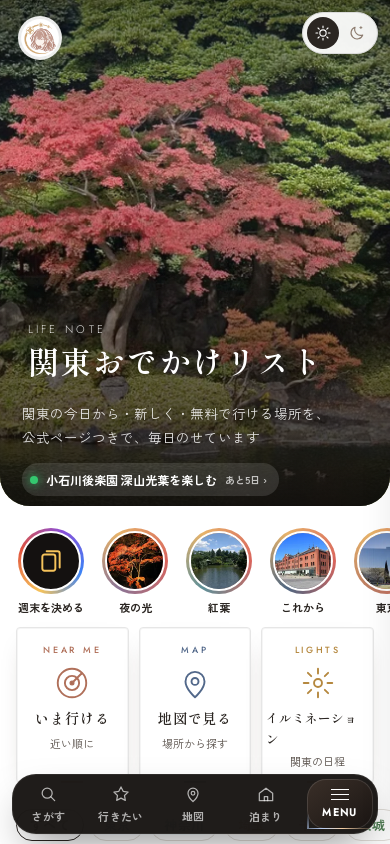 LIFE NOTE
関東おでかけリスト
関東の今日から・新しく・無料で行ける場所を、
公式ページつきで、毎日のせています
小石川後楽園 深山光葉を楽しむ あと5日 ›
週末を決める
夜の光
紅葉
これから
NEAR ME
いま行ける
近い順に
MAP
地図で見る
場所から探す
LIGHTS
イルミネーショ
ン
関東の日程
さがす
行きたい
地図
泊まり
MENU